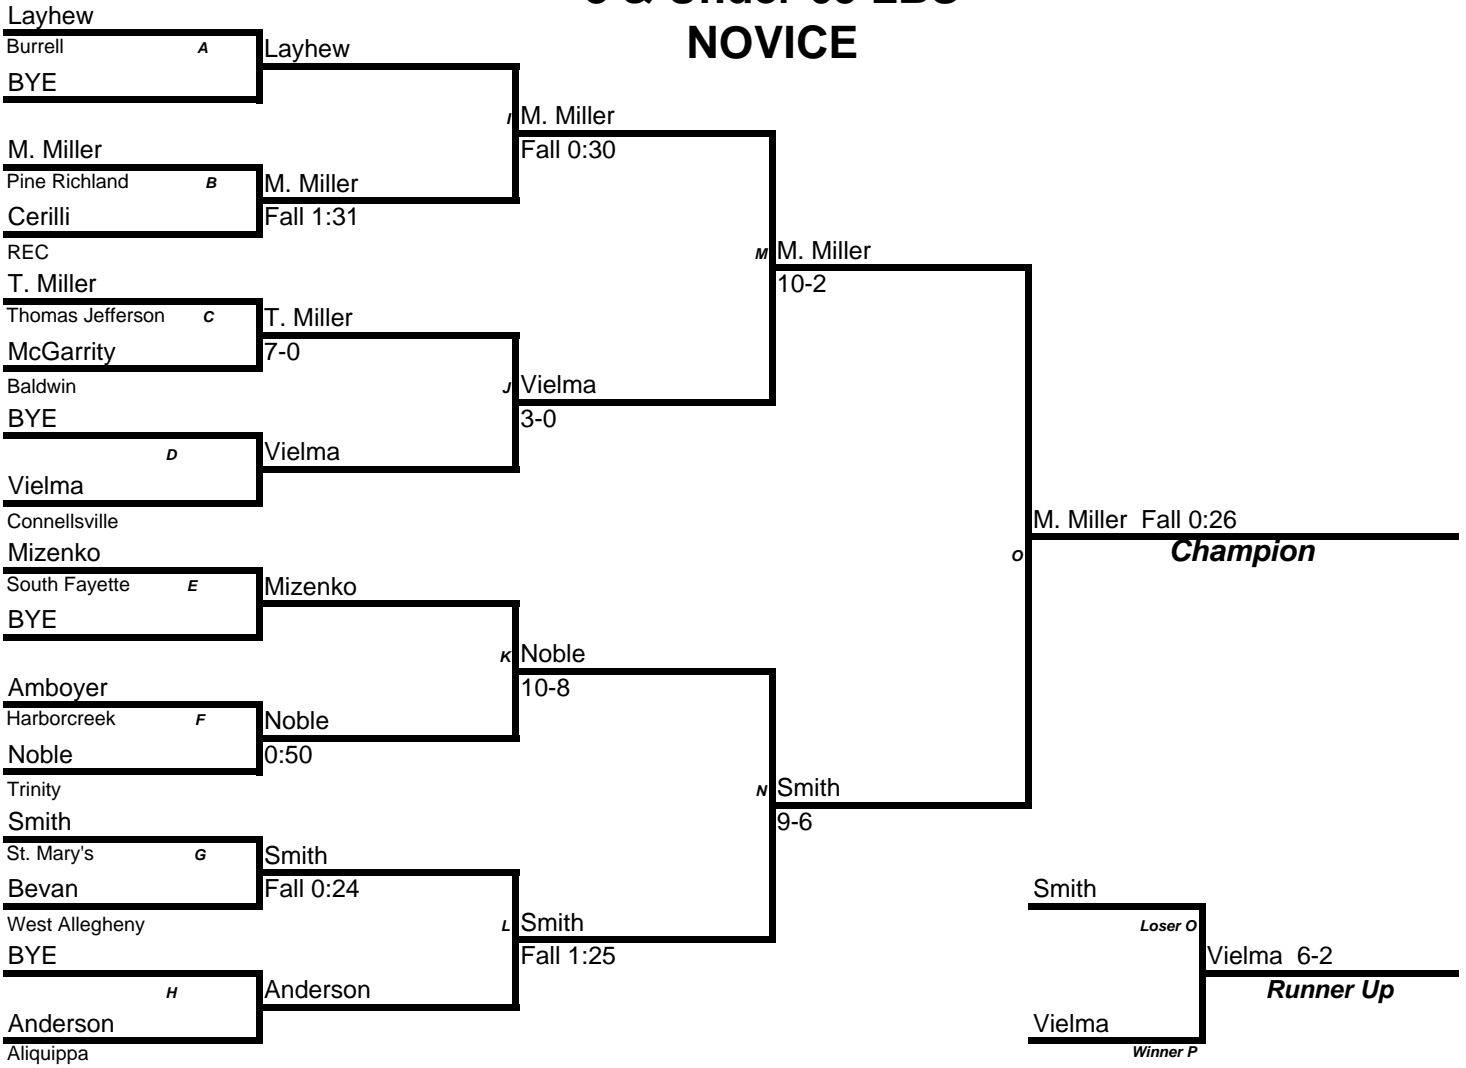 NOVICE
Layhew
Burrell A
BYE
Layhew
M. Miller
Pine Richland B
Cerilli
REC
M. Miller
Fall 1:31
I M. Miller
Fall 0:30
T. Miller
Thomas Jefferson C
McGarrity
Baldwin
T. Miller
7-0
BYE
D
Vielma
Connellsville
Vielma
J Vielma
3-0
M M. Miller
10-2
Mizenko
South Fayette E
BYE
Mizenko
Amboyer
Harborcreek F
Noble
Trinity
Noble
0:50
K Noble
10-8
Smith
St. Mary's G
Bevan
West Allegheny
Smith
Fall 0:24
BYE
H
Anderson
Aliquippa
Anderson
L Smith
Fall 1:25
N Smith
9-6
O
M. Miller Fall 0:26
Champion
Smith
Loser O
Vielma
Winner P
Vielma 6-2
Runner Up